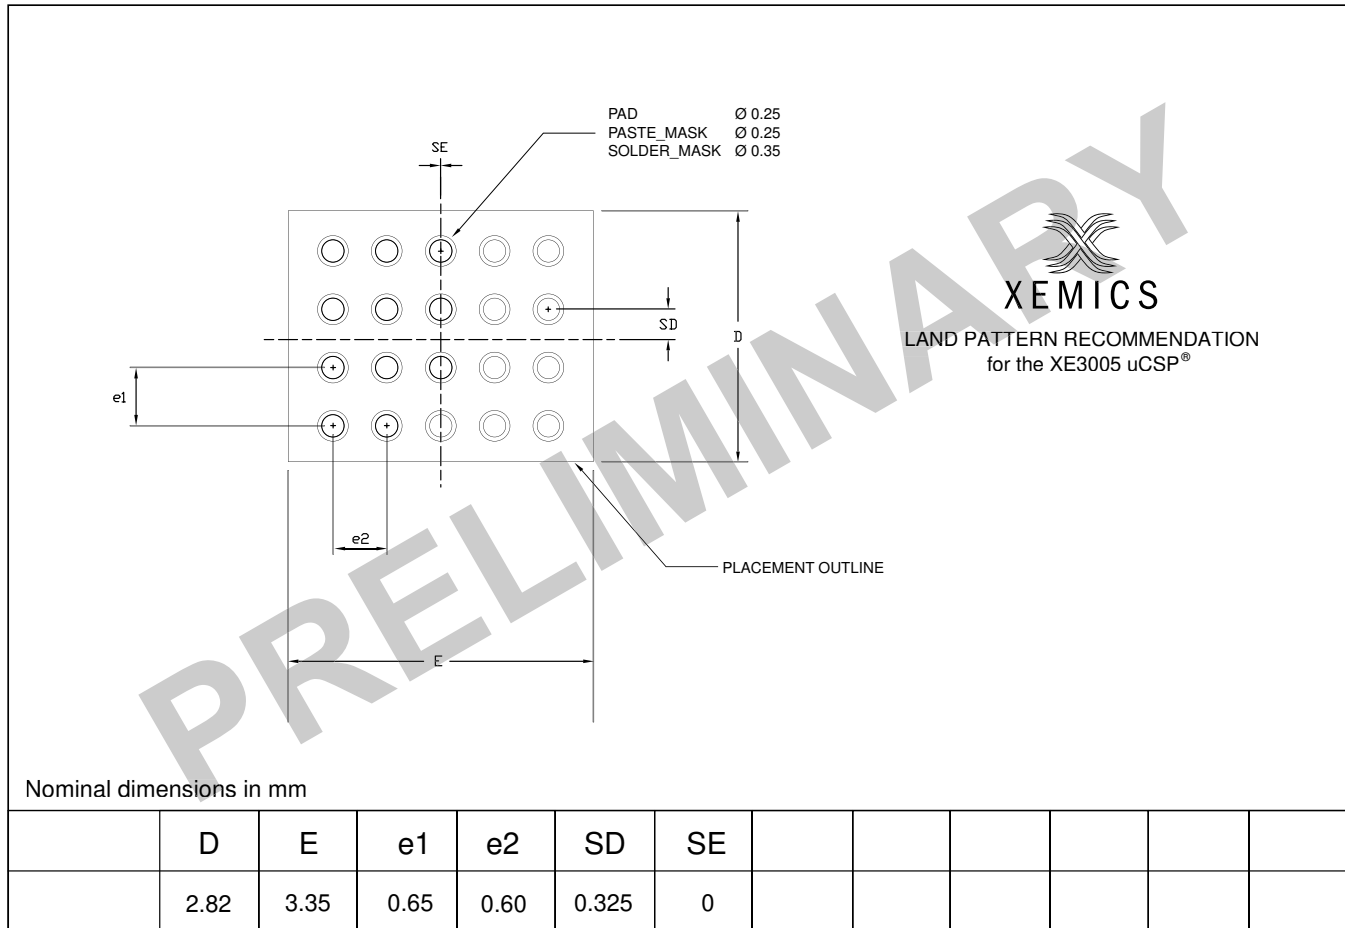 PAD Ø 0.25
PASTE_MASK Ø 0.25
SOLDER_MASK Ø 0.35
SE
XEMICS
SD
D
LAND PATTERN RECOMMENDATION
for the XE3005 uCSP®
e1
e2
PLACEMENT OUTLINE
E
PRELIMINARY
Nominal dimensions in mm
D E e1 e2 SD SE
2.82 3.35 0.65 0.60 0.325 0